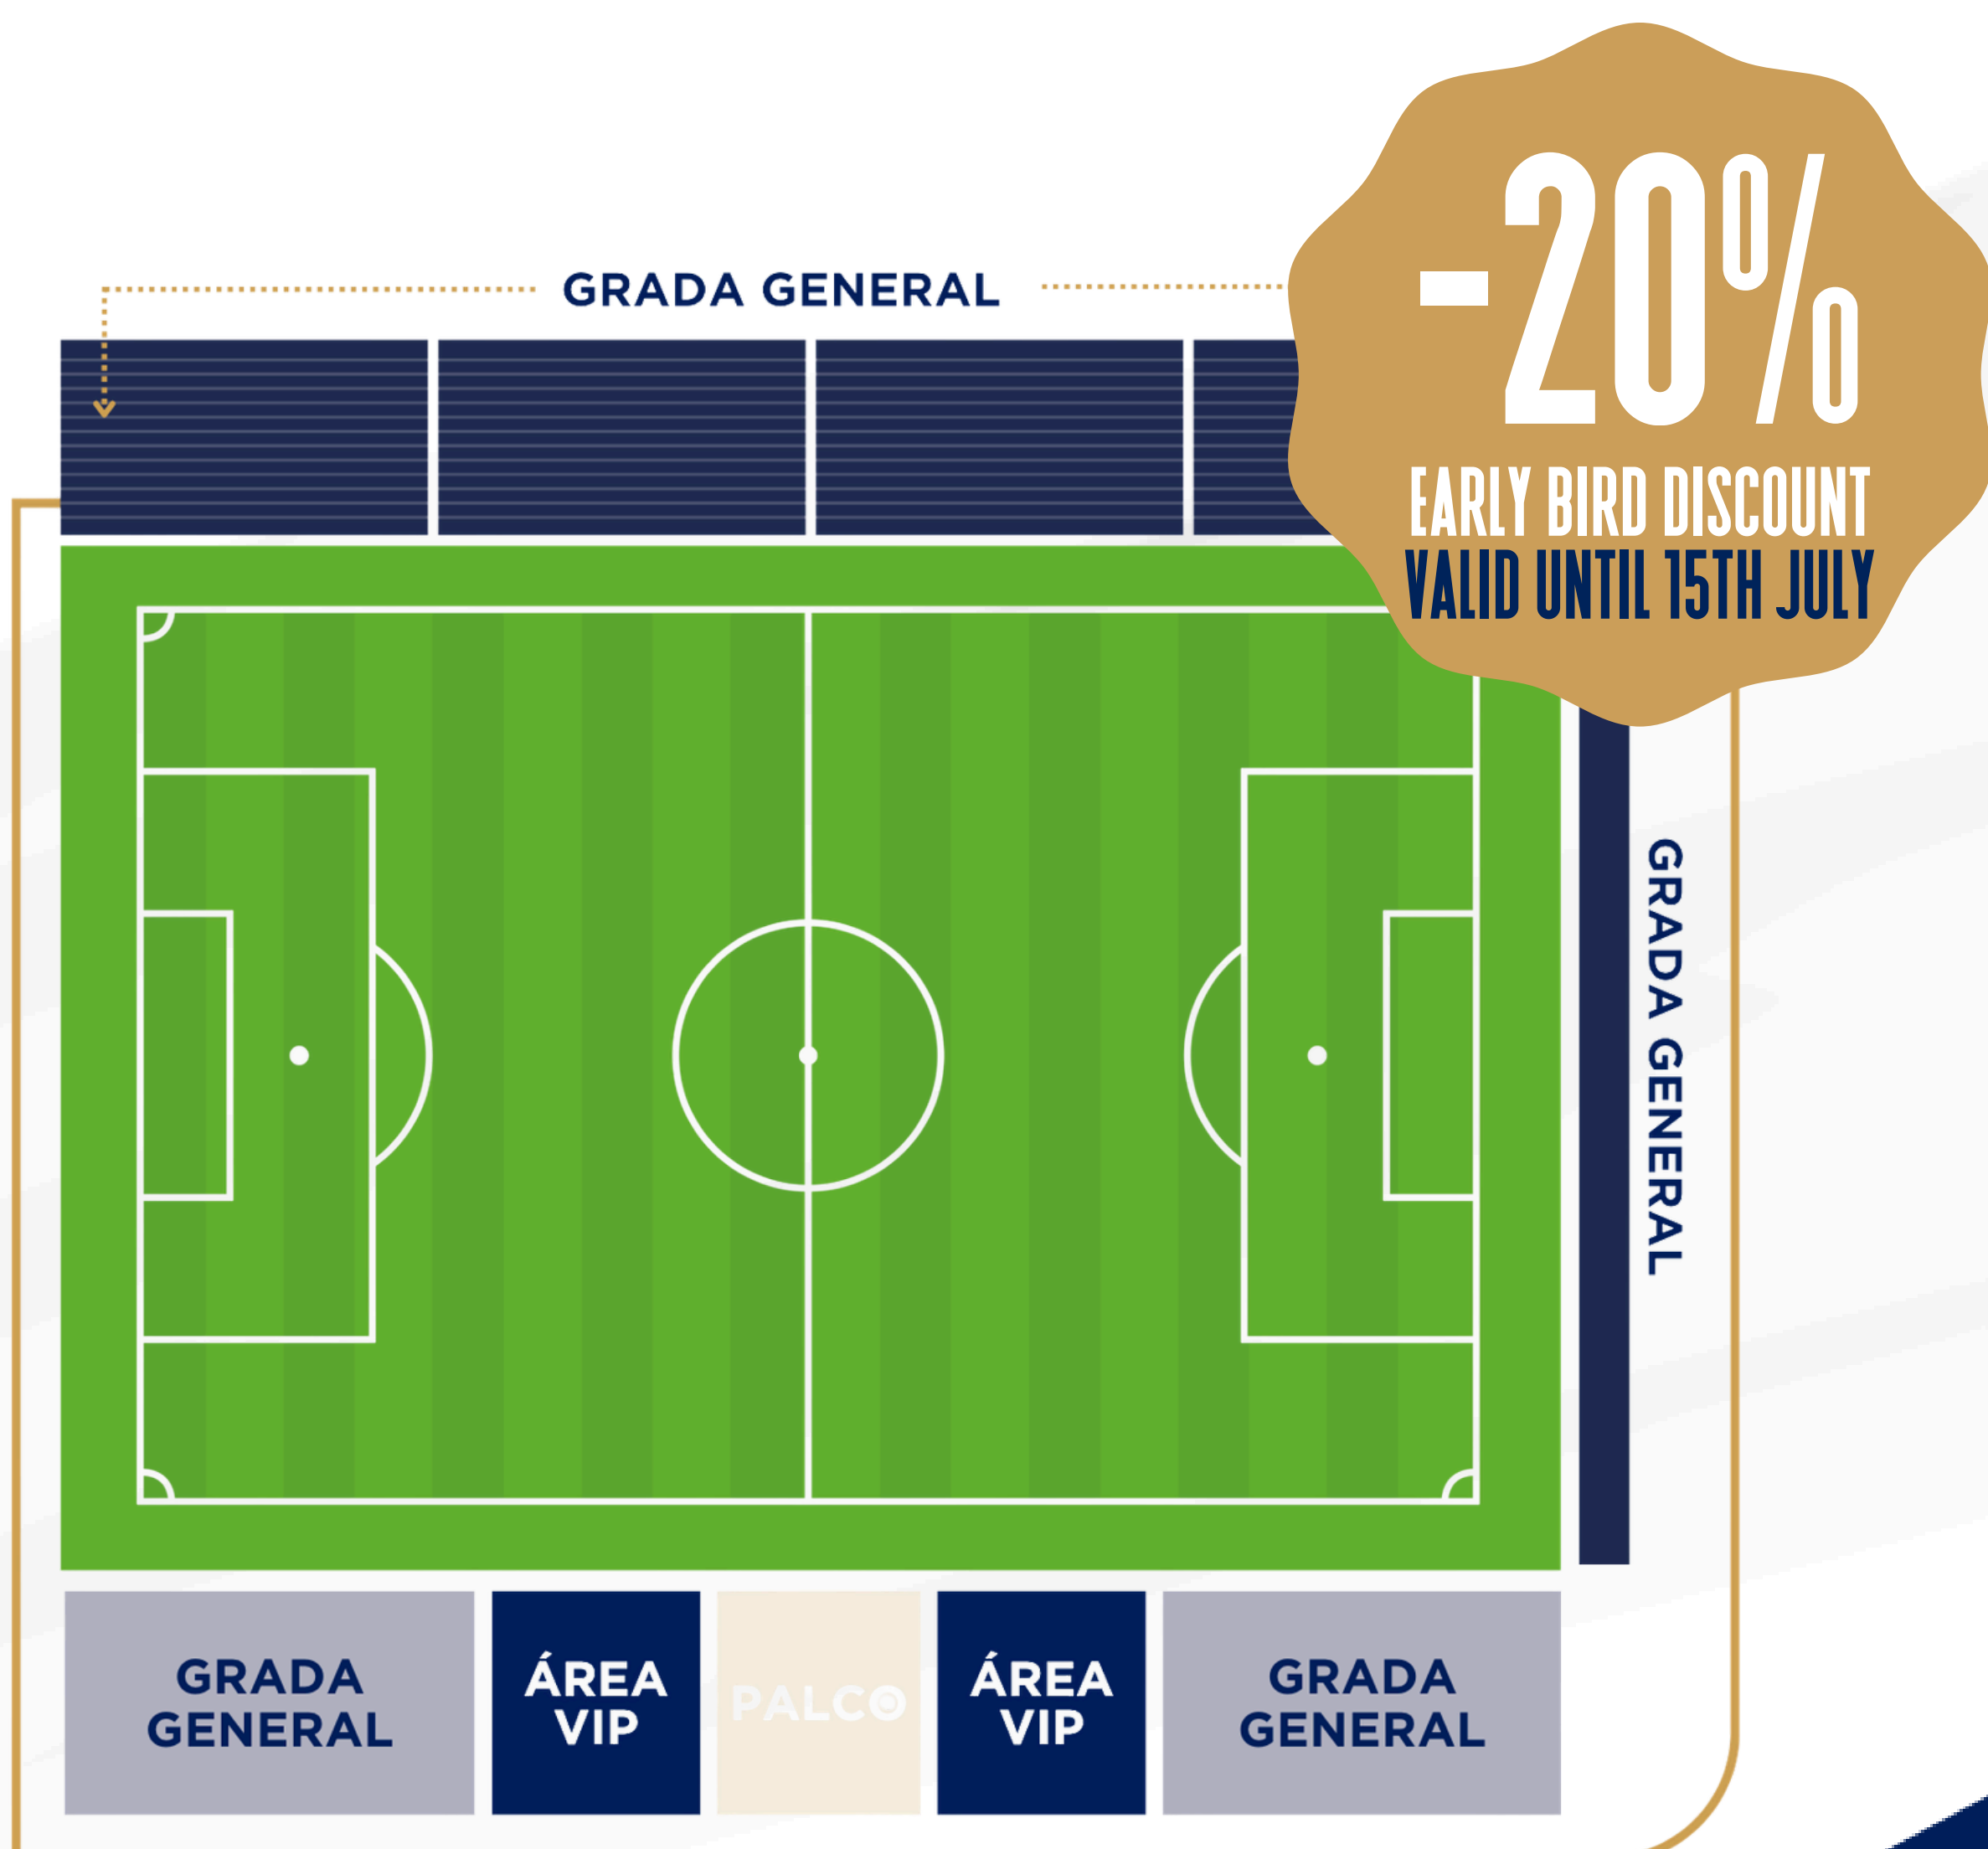 -20%
EARLY BIRD DISCOUNT
VALID UNTIL 15TH JULY
GRADA GENERAL
GRADA GENERAL
GRADA
GENERAL
ÁREA
VIP
PALCO
ÁREA
VIP
GRADA
GENERAL